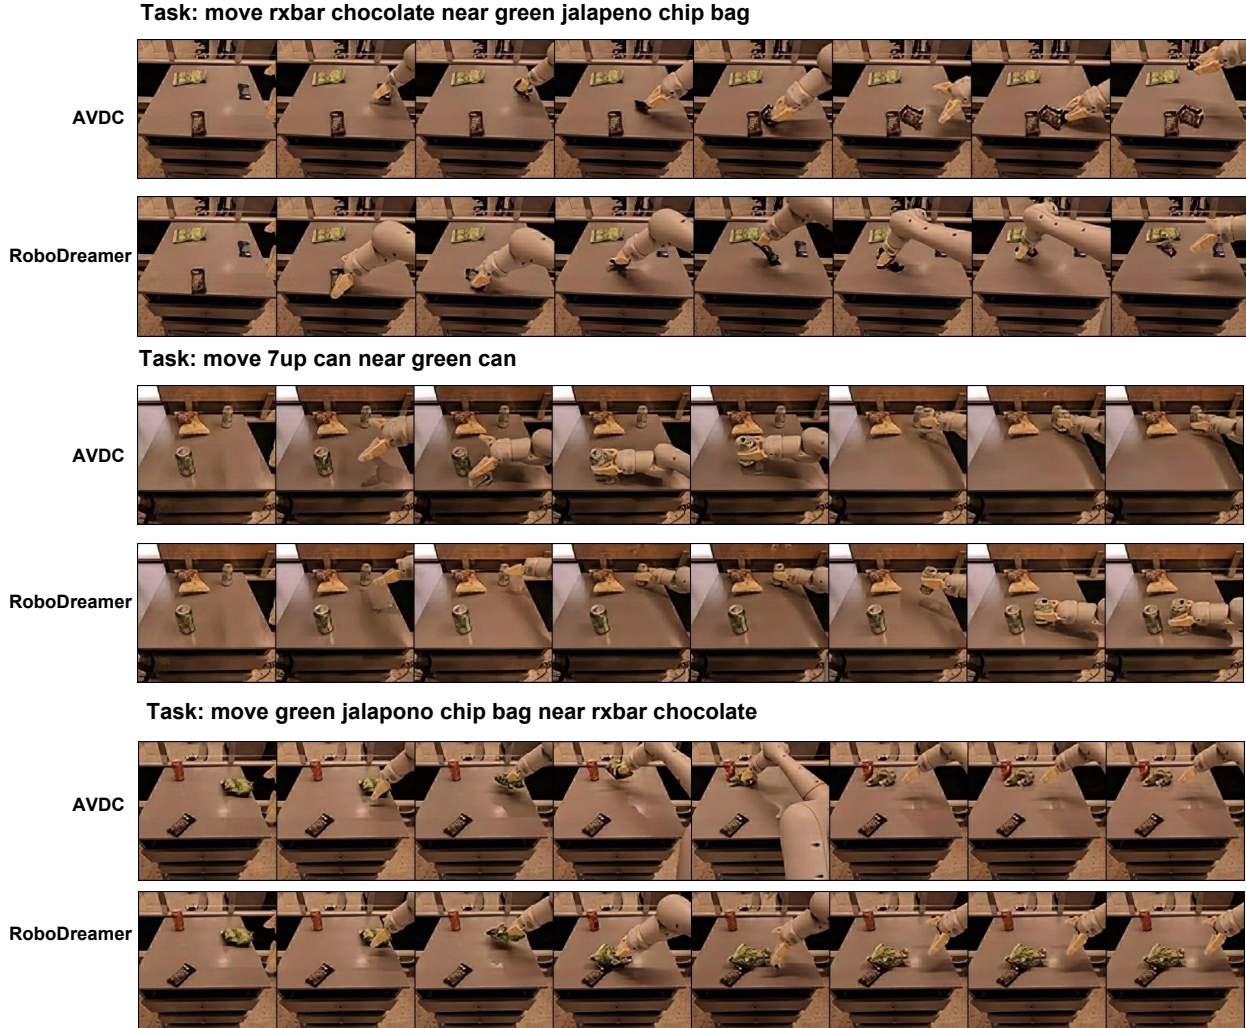 Task: move rxbar chocolate near green jalapeno chip bag
AVDC
RoboDreamer
Task: move 7up can near green can
AVDC
RoboDreamer
Task: move green jalapono chip bag near rxbar chocolate
AVDC
RoboDreamer